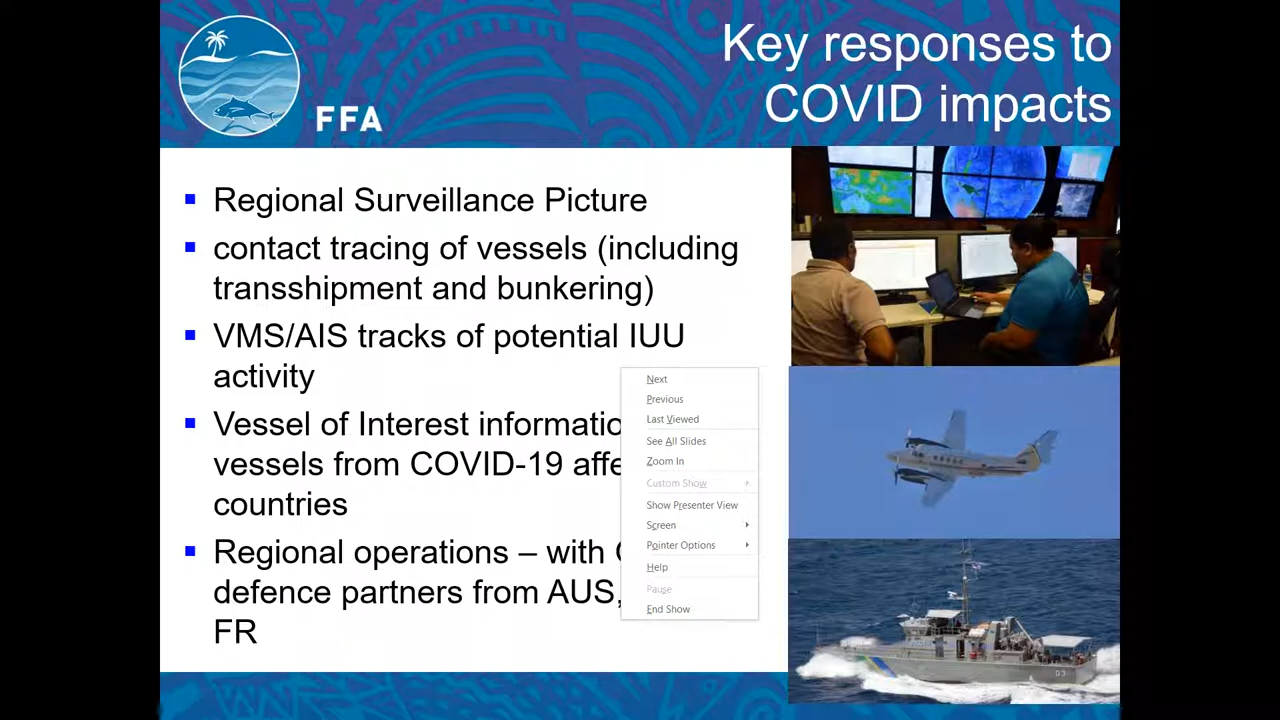 FFA
Key responses to
COVID impacts
Regional Surveillance Picture
contact tracing of vessels (including
transshipment and bunkering)
VMS/AIS tracks of potential IUU
activity
Vessel of Interest
vessels from COVID-19
countries
Regional operations – with
defence partners from AUS,
FR
Next
Previous
Last Viewed
See All Slides
Zoom In
Custom Show
Show Presenter View
Screen
Pointer Options
Help
Pause
End Show